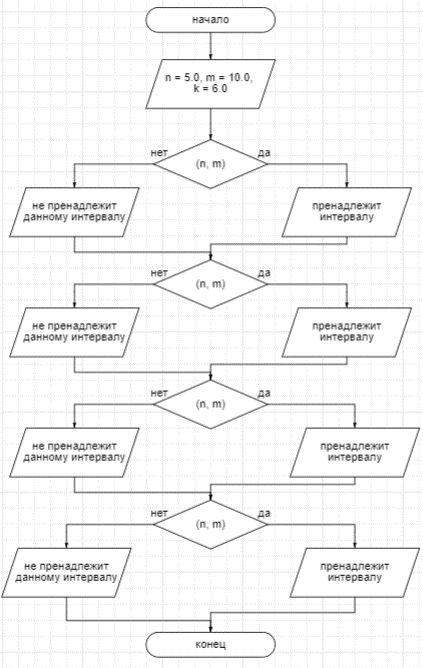 начало
n = 5.0, m = 10.0,
k = 6.0
нет
да
(n, m)
не пренадлежит
данному интервалу
пренадлежит
интервалу
нет
да
(n, m)
не пренадлежит
данному интервалу
пренадлежит
интервалу
нет
да
(n, m)
не пренадлежит
данному интервалу
пренадлежит
интервалу
нет
да
(n, m)
не пренадлежит
данному интервалу
пренадлежит
интервалу
конец